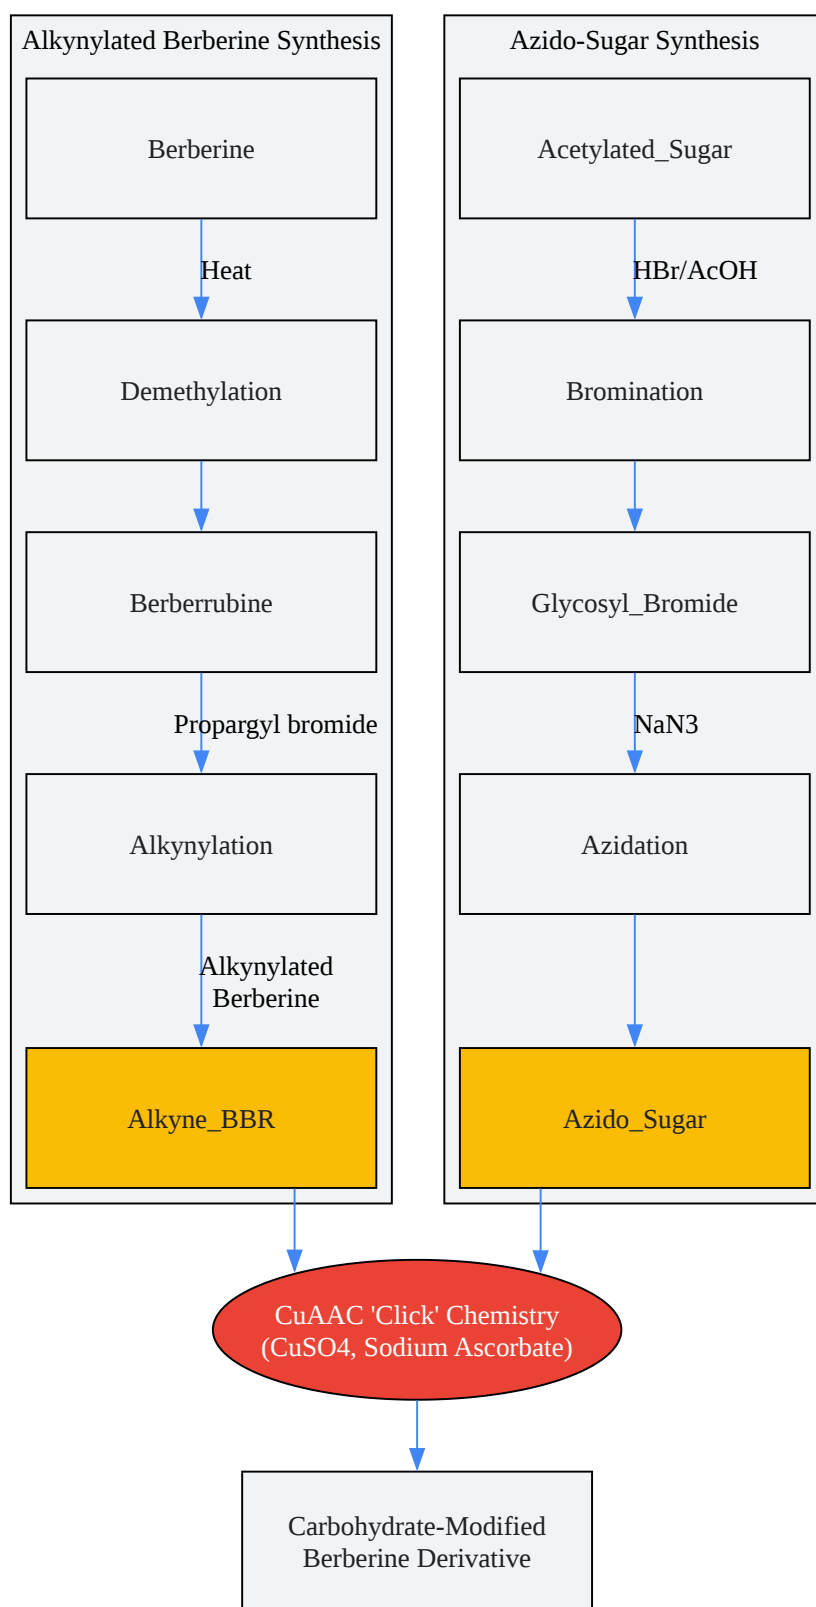 Alkynylated Berberine Synthesis
Berberine
Heat
Demethylation
Berberrubine
Propargyl bromide
Alkynylation
Alkynylated
Berberine
Alkyne_BBR
Azido-Sugar Synthesis
Acetylated_Sugar
HBr/AcOH
Bromination
Glycosyl_Bromide
NaN3
Azidation
Azido_Sugar
CuAAC 'Click' Chemistry
(CuSO4, Sodium Ascorbate)
Carbohydrate-Modified
Berberine Derivative